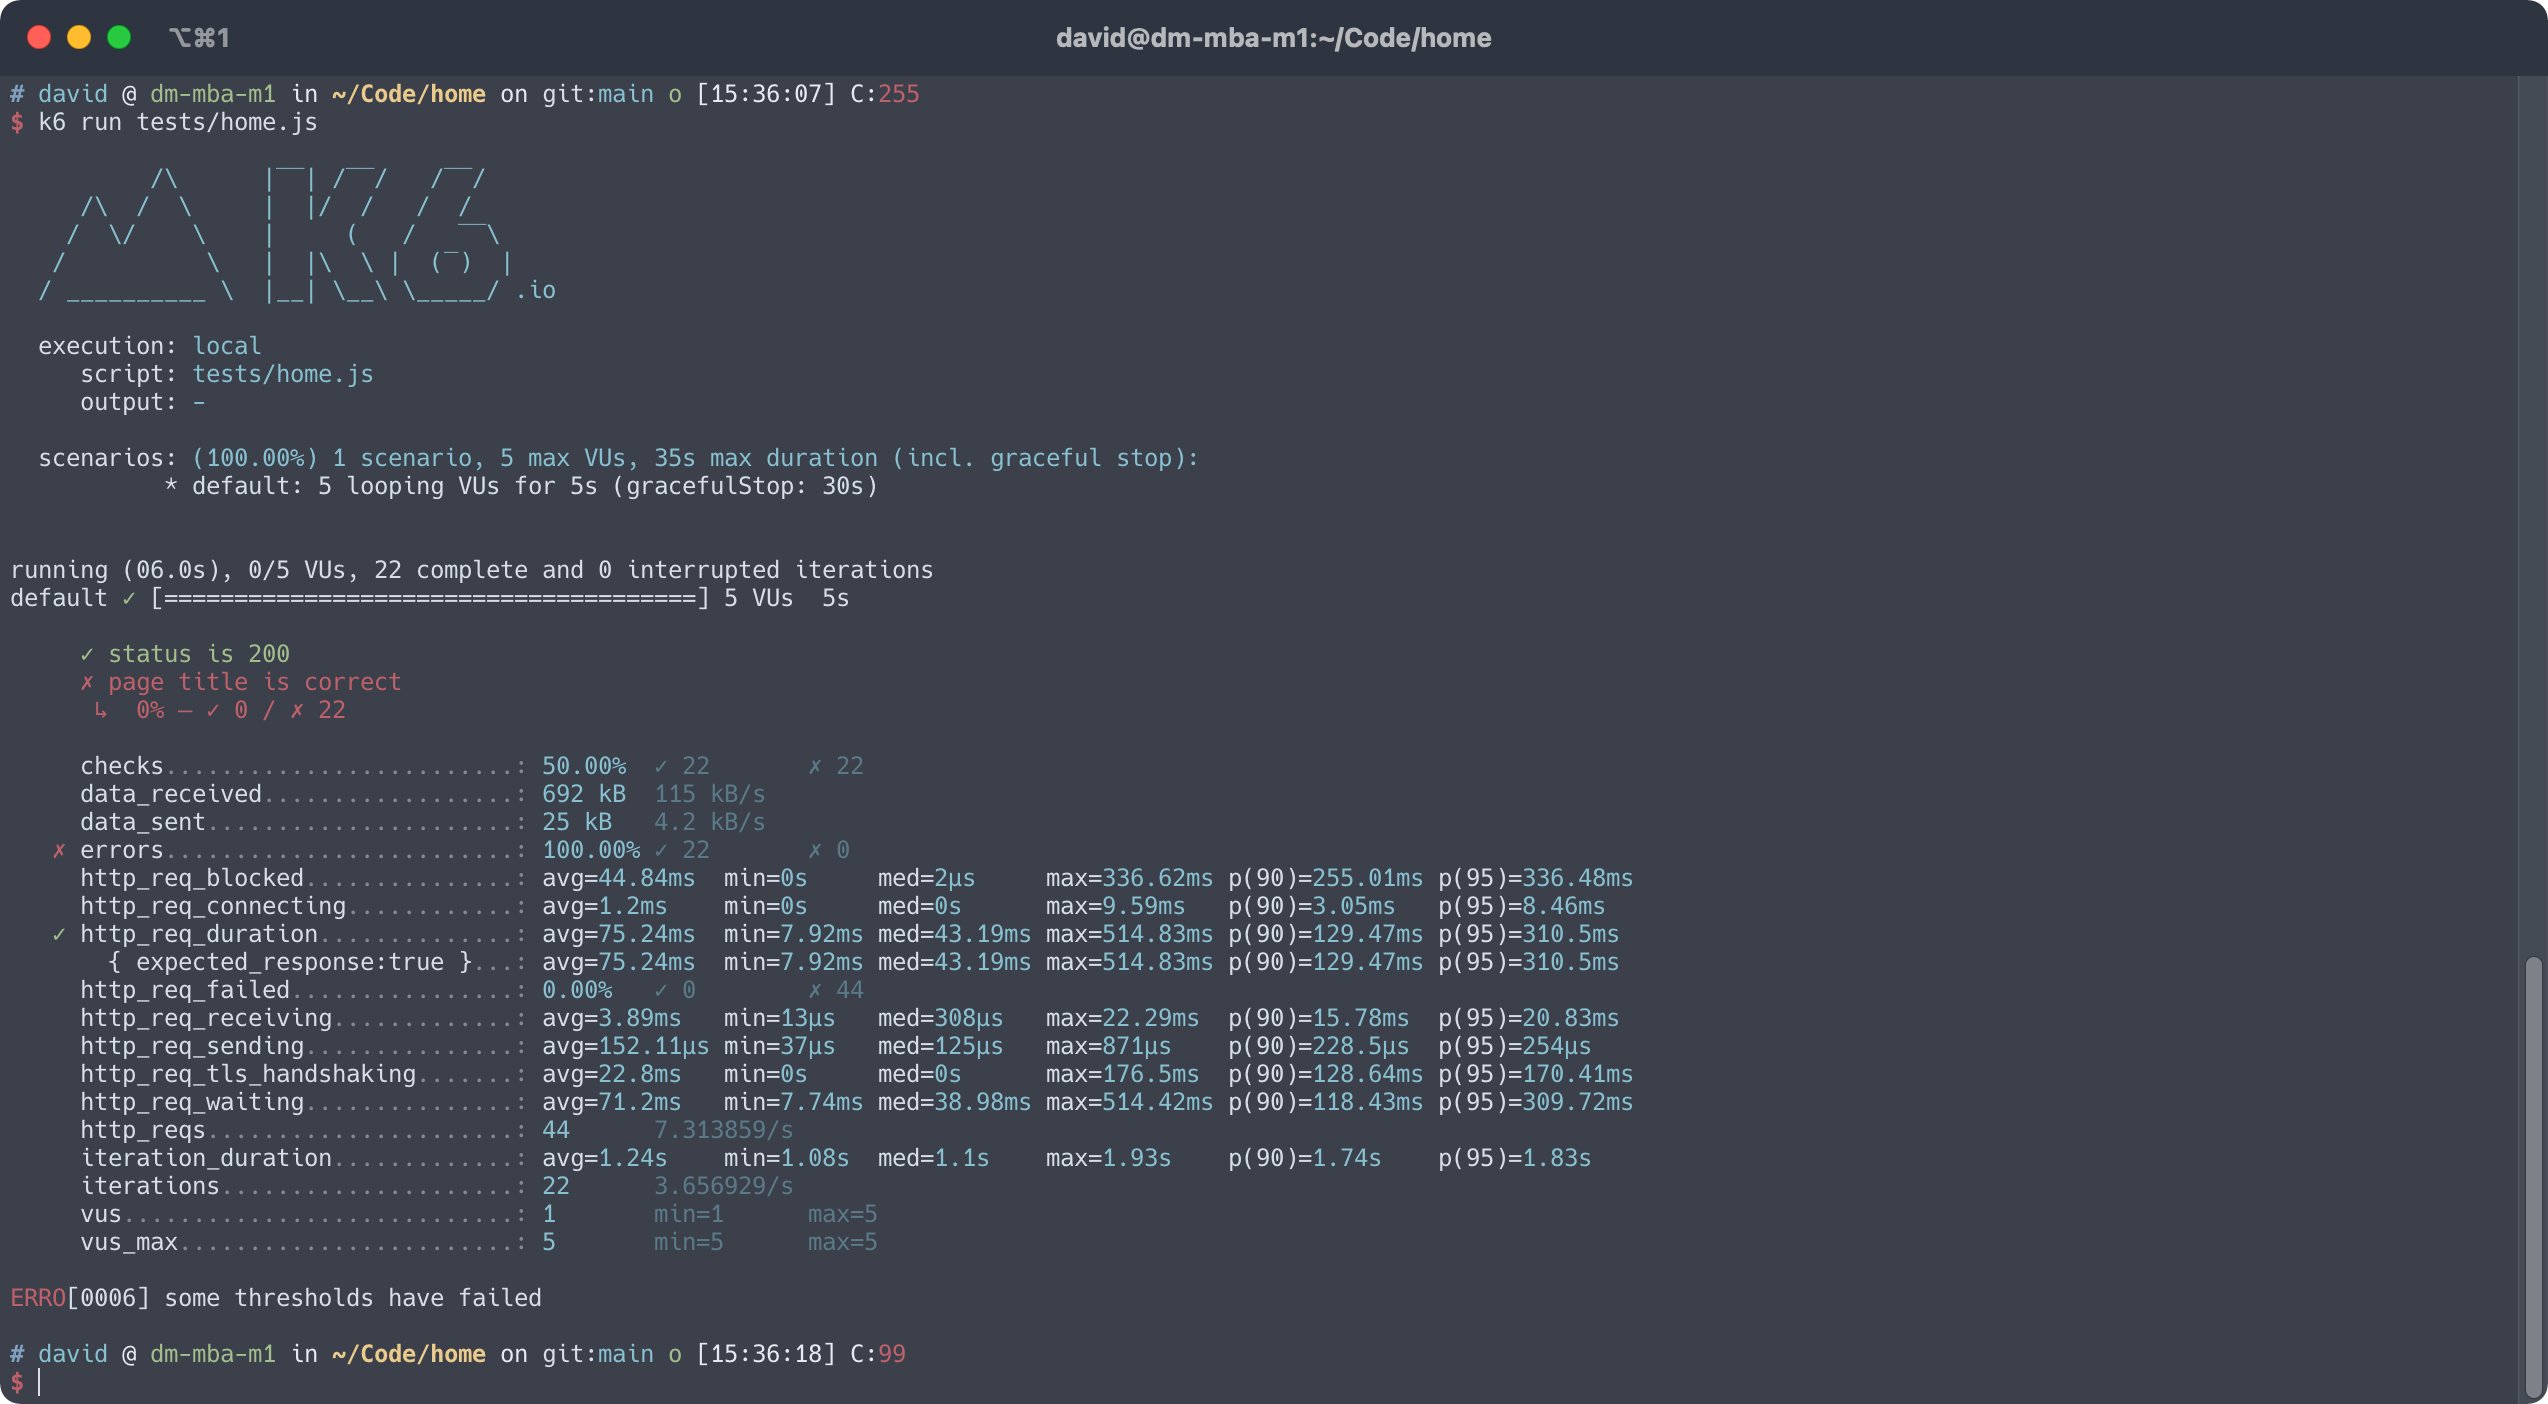 ⌥⌘1 david@dm-mba-m1:~/Code/home
# david @ dm-mba-m1 in ~/Code/home on git:main o [15:36:07] C:255
$ k6 run tests/home.js
          /\      |‾‾| /‾‾/   /‾‾/
     /\  /  \     |  |/  /   /  /
    /  \/    \    |     (   /   ‾‾\
   /          \   |  |\  \ |  (‾)  |
  / __________ \  |__| \__\ \_____/ .io
  execution: local
     script: tests/home.js
     output: -
  scenarios: (100.00%) 1 scenario, 5 max VUs, 35s max duration (incl. graceful stop):
           * default: 5 looping VUs for 5s (gracefulStop: 30s)
running (06.0s), 0/5 VUs, 22 complete and 0 interrupted iterations
default ✓ [======================================] 5 VUs  5s
     ✓ status is 200
     ✗ page title is correct
      ↳  0% — ✓ 0 / ✗ 22
     checks.........................: 50.00%  ✓ 22       ✗ 22
     data_received..................: 692 kB  115 kB/s
     data_sent......................: 25 kB   4.2 kB/s
   ✗ errors.........................: 100.00% ✓ 22       ✗ 0
     http_req_blocked...............: avg=44.84ms  min=0s     med=2µs     max=336.62ms p(90)=255.01ms p(95)=336.48ms
     http_req_connecting............: avg=1.2ms    min=0s     med=0s      max=9.59ms   p(90)=3.05ms   p(95)=8.46ms
   ✓ http_req_duration..............: avg=75.24ms  min=7.92ms med=43.19ms max=514.83ms p(90)=129.47ms p(95)=310.5ms
       { expected_response:true }...: avg=75.24ms  min=7.92ms med=43.19ms max=514.83ms p(90)=129.47ms p(95)=310.5ms
     http_req_failed................: 0.00%   ✓ 0        ✗ 44
     http_req_receiving.............: avg=3.89ms   min=13µs   med=308µs   max=22.29ms  p(90)=15.78ms  p(95)=20.83ms
     http_req_sending...............: avg=152.11µs min=37µs   med=125µs   max=871µs    p(90)=228.5µs  p(95)=254µs
     http_req_tls_handshaking.......: avg=22.8ms   min=0s     med=0s      max=176.5ms  p(90)=128.64ms p(95)=170.41ms
     http_req_waiting...............: avg=71.2ms   min=7.74ms med=38.98ms max=514.42ms p(90)=118.43ms p(95)=309.72ms
     http_reqs......................: 44      7.313859/s
     iteration_duration.............: avg=1.24s    min=1.08s  med=1.1s    max=1.93s    p(90)=1.74s    p(95)=1.83s
     iterations.....................: 22      3.656929/s
     vus............................: 1       min=1      max=5
     vus_max........................: 5       min=5      max=5
ERRO[0006] some thresholds have failed
# david @ dm-mba-m1 in ~/Code/home on git:main o [15:36:18] C:99
$